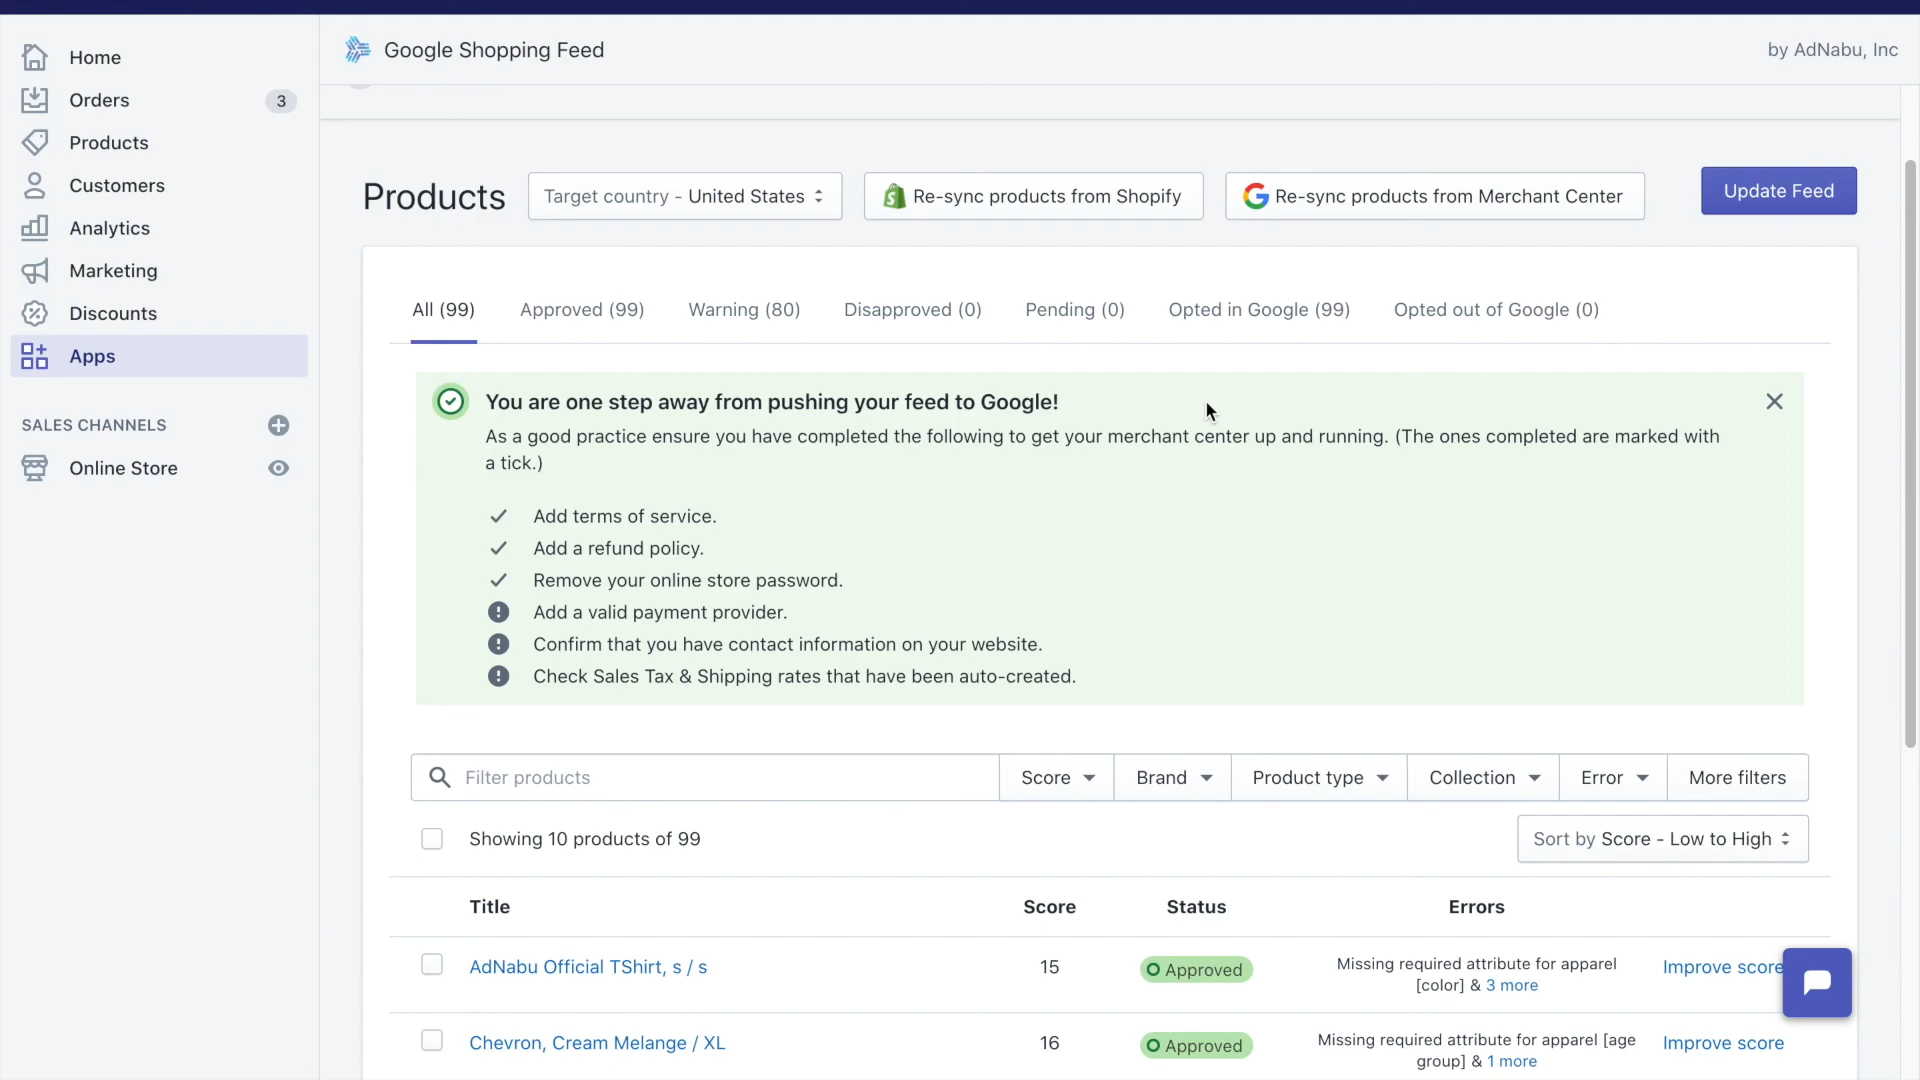 Home
Orders 3
Products
Customers
Analytics
Marketing
Discounts
Apps
SALES CHANNELS
Online Store
Google Shopping Feed
by AdNabu, Inc
Products
Target country - United States
Re-sync products from Shopify
Re-sync products from Merchant Center
Update Feed
All (99) Approved (99) Warning (80) Disapproved (0) Pending (0) Opted in Google (99) Opted out of Google (0)
You are one step away from pushing your feed to Google!
As a good practice ensure you have completed the following to get your merchant center up and running. (The ones completed are marked with
a tick.)
Add terms of service.
Add a refund policy.
Remove your online store password.
Add a valid payment provider.
Confirm that you have contact information on your website.
Check Sales Tax & Shipping rates that have been auto-created.
Filter products Score Brand Product type Collection Error More filters
Showing 10 products of 99
Sort by Score - Low to High
Title Score Status Errors
AdNabu Official TShirt, s / s 15 Approved Missing required attribute for apparel Improve score
[color] & 3 more
Chevron, Cream Melange / XL 16 Approved Missing required attribute for apparel [age Improve score
group] & 1 more